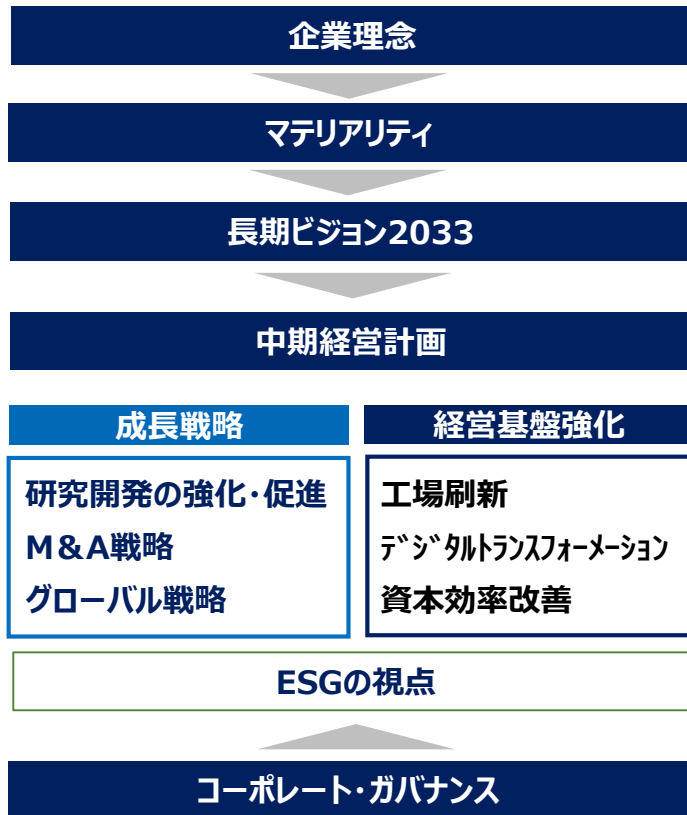 企業理念
マテリアリティ
長期ビジョン2033
中期経営計画
成長戦略
研究開発の強化・促進
M&A戦略
グローバル戦略
経営基盤強化
工場刷新
ﾃﾞｼﾞﾀﾙﾄﾗﾝｽﾌｫｰﾒｰｼｮﾝ
資本効率改善
ESGの視点
コーポレート・ガバナンス